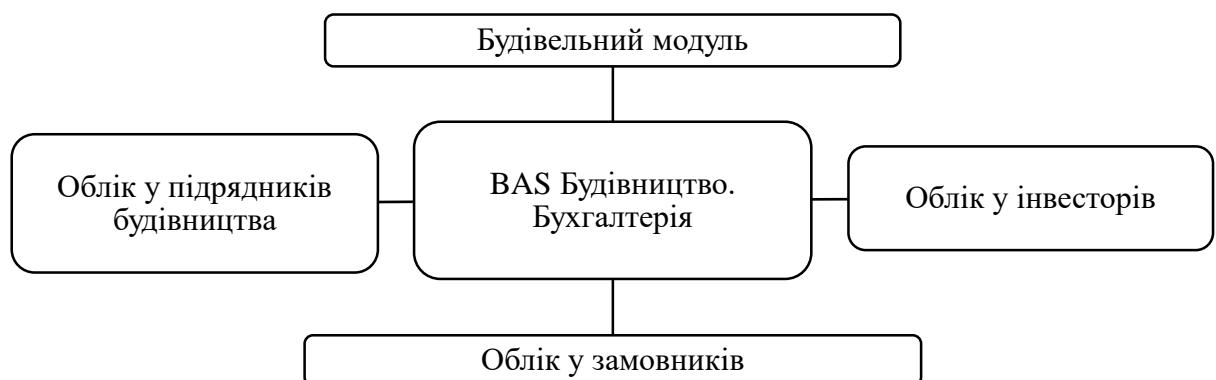 Будівельний модуль
Облік у підрядників
будівництва
BAS Будівництво.
Бухгалтерія
Облік у інвесторів
Облік у замовників